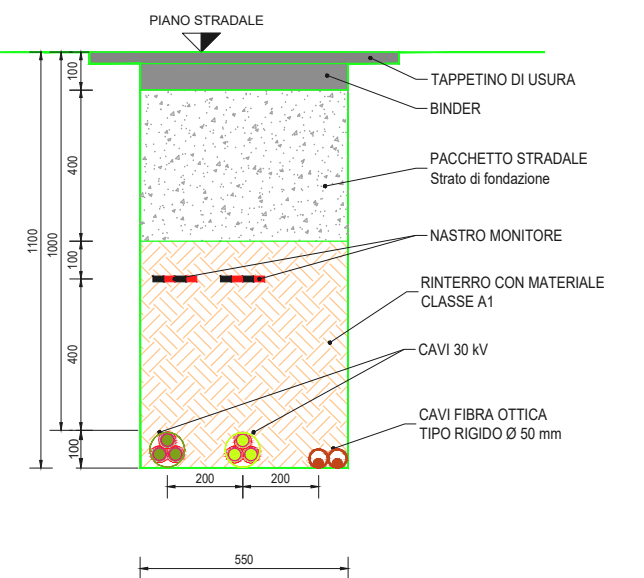 PIANO STRADALE
TAPPETINO DI USURA
BINDER
PACCHETTO STRADALE
Strato di fondazione
NASTRO MONITORE
RINTERRO CON MATERIALE
CLASSE A1
CAVI 30 kV
CAVI FIBRA OTTICA
TIPO RIGIDO Ø 50 mm
1100
1000
100
400
100
400
100
200
200
550